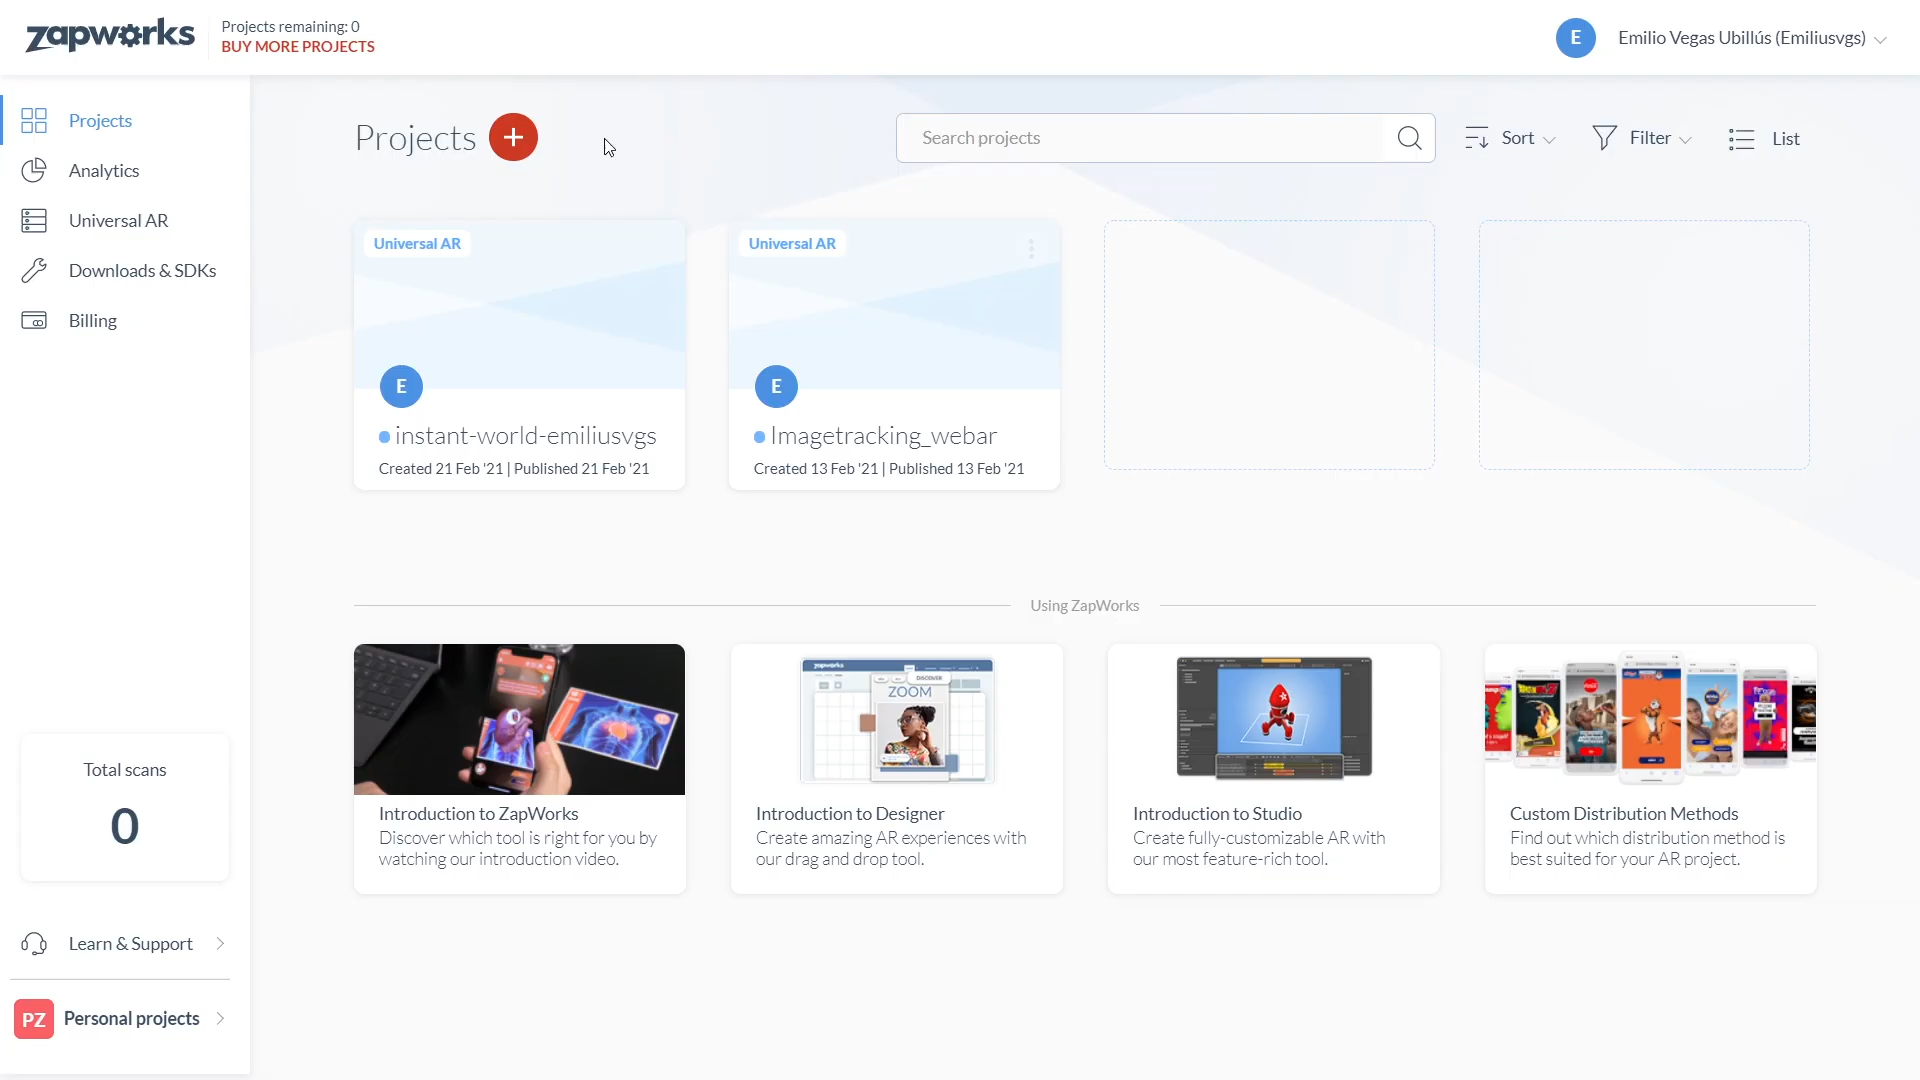 zapworks
Projects remaining: 0
BUY MORE PROJECTS
E
Emilio Vegas Ubillús (Emiliusvgs)
Projects
Analytics
Universal AR
Downloads & SDKs
Billing
Projects
Search projects
Sort
Filter
List
Universal AR
E
instant-world-emiliusvgs
Created 21 Feb '21 | Published 21 Feb '21
Universal AR
E
Imagetracking_webar
Created 13 Feb '21 | Published 13 Feb '21
Using ZapWorks
Introduction to ZapWorks
Discover which tool is right for you by
watching our introduction video.
zapworks
DISCOVER
ZOOM
Introduction to Designer
Create amazing AR experiences with
our drag and drop tool.
Introduction to Studio
Create fully-customizable AR with
our most feature-rich tool.
Custom Distribution Methods
Find out which distribution method is
best suited for your AR project.
Total scans
0
Learn & Support
PZ
Personal projects